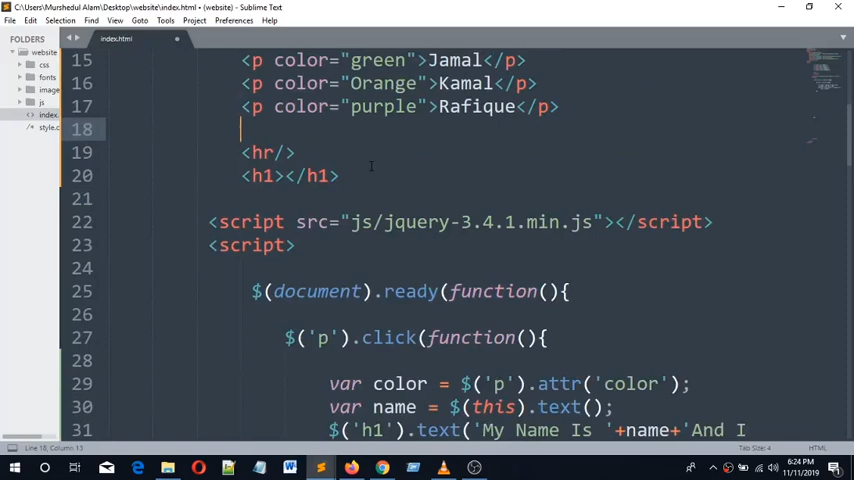 C:\Users\Murshedul Alam\Desktop\website\index.html • (website) - Sublime Text
File Edit Selection Find View Goto Tools Project Preferences Help
FOLDERS
website
css
fonts
image
js
index.
style.c
index.html
15 <p color="green">Jamal</p>
16 <p color="Orange">Kamal</p>
17 <p color="purple">Rafique</p>
18
19 <hr/>
20 <h1></h1>
21
22 <script src="js/jquery-3.4.1.min.js"></script>
23 <script>
24
25 $(document).ready(function(){
26
27 $('p').click(function(){
28
29 var color = $('p').attr('color');
30 var name = $(this).text();
31 $('h1').text('My Name Is '+name+'And I
Line 18, Column 13
Tab Size: 4
HTML
6:24 PM
11/11/2019